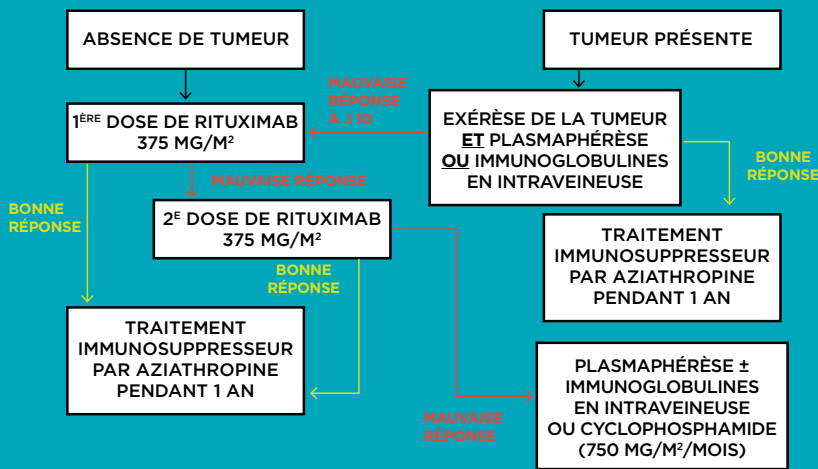 ABSENCE DE TUMEUR
TUMEUR PRÉSENTE
MAUVAISE
RÉPONSE
À J 10
1ÈRE DOSE DE RITUXIMAB
375 MG/M²
EXÉRÈSE DE LA TUMEUR
ET PLASMAPHÉRÈSE
OU IMMUNOGLOBULINES
EN INTRAVEINEUSE
BONNE
RÉPONSE
MAUVAISE RÉPONSE
BONNE
RÉPONSE
2E DOSE DE RITUXIMAB
375 MG/M²
TRAITEMENT
IMMUNOSUPPRESSEUR
PAR AZIATHROPINE
PENDANT 1 AN
BONNE
RÉPONSE
TRAITEMENT
IMMUNOSUPPRESSEUR
PAR AZIATHROPINE
PENDANT 1 AN
PLASMAPHÉRÈSE ±
IMMUNOGLOBULINES
EN INTRAVEINEUSE
OU CYCLOPHOSPHAMIDE
(750 MG/M²/MOIS)
MAUVAISE
RÉPONSE